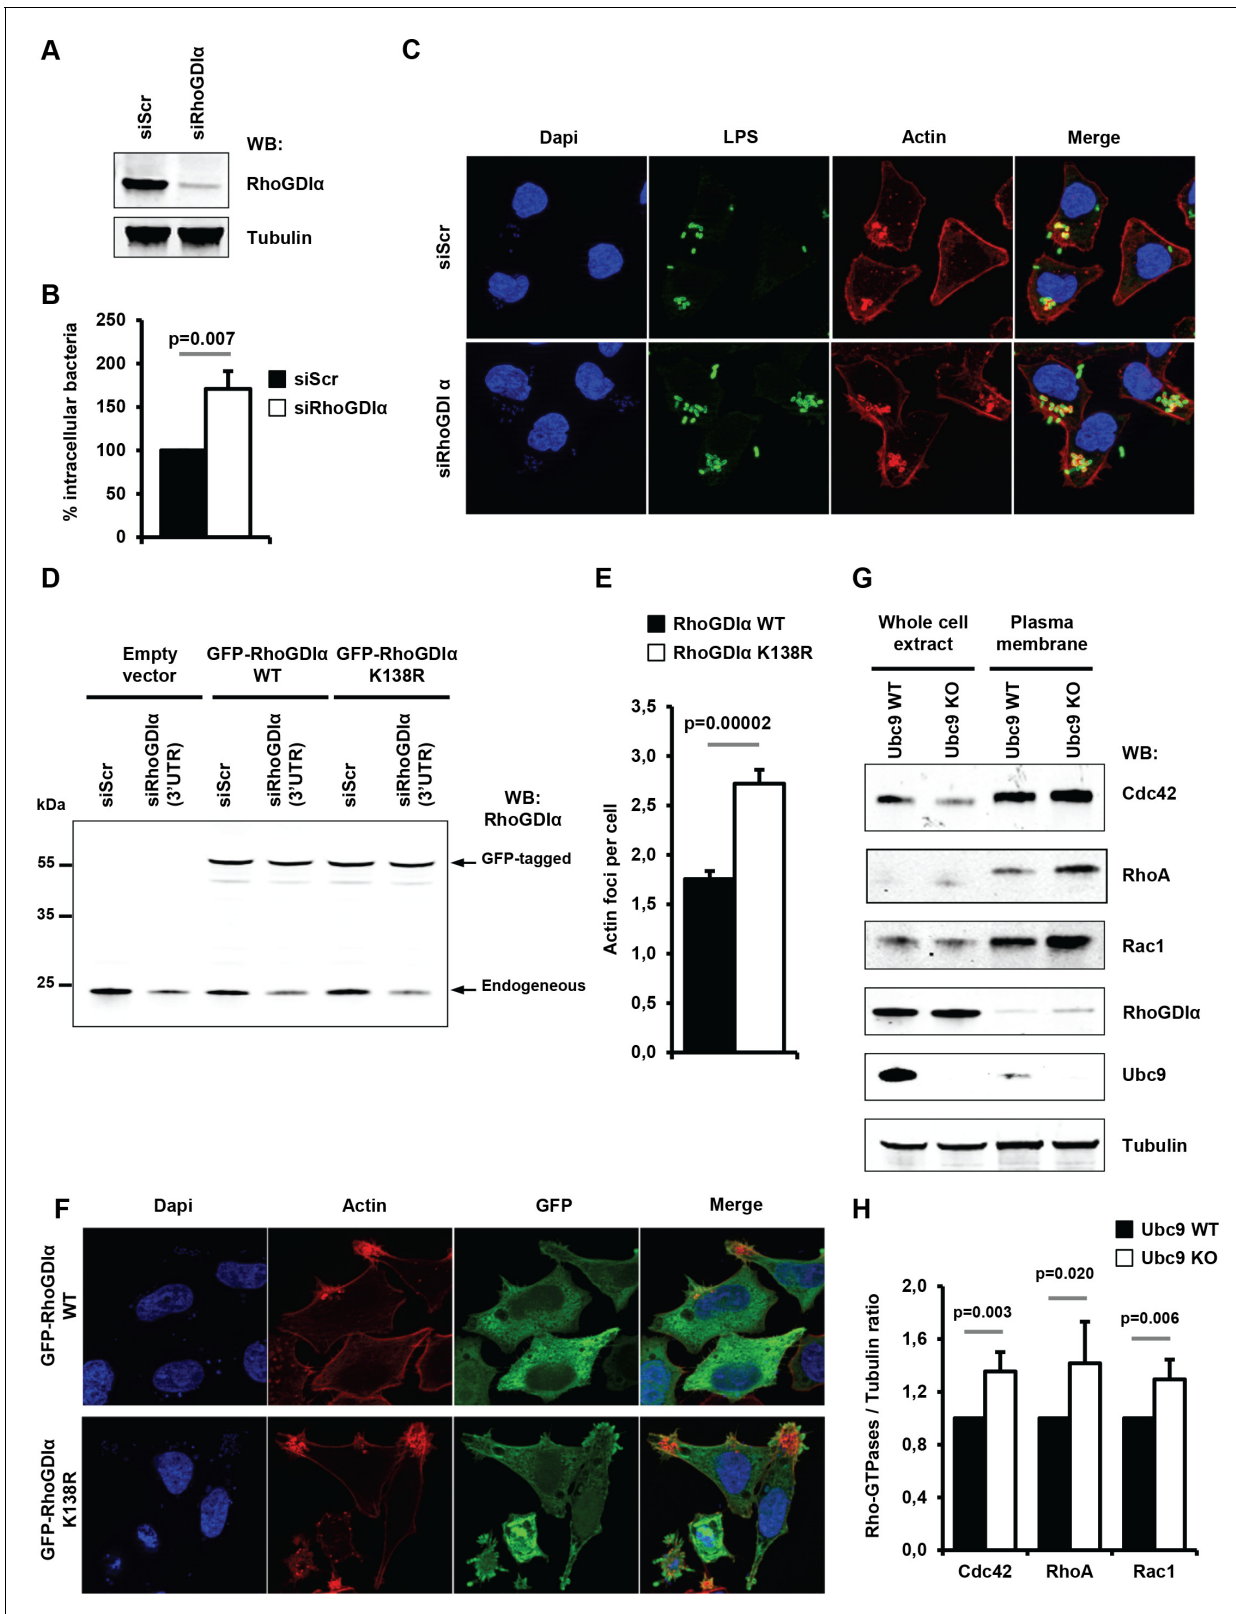 A
siScr
siRhoGDIα
WB:
RhoGDIα
Tubulin
B
% intracellular bacteria
250
200
150
100
50
0
p=0.007
siScr
siRhoGDIα
C
Dapi LPS Actin Merge
siScr
siRhoGDI α
D
Empty
vector
GFP-RhoGDIα
WT
GFP-RhoGDIα
K138R
siScr
siRhoGDIα
(3'UTR)
siScr
siRhoGDIα
(3'UTR)
siScr
siRhoGDIα
(3'UTR)
kDa
WB:
RhoGDIα
55
35
25
GFP-tagged
Endogeneous
E
RhoGDIα WT
RhoGDIα K138R
Actin foci per cell
3,5
3,0
2,5
2,0
1,5
1,0
0,5
0,0
p=0.00002
G
Whole cell
extract
Plasma
membrane
Ubc9 WT
Ubc9 KO
Ubc9 WT
Ubc9 KO
WB:
Cdc42
RhoA
Rac1
RhoGDIα
Ubc9
Tubulin
F
Dapi Actin GFP Merge
GFP-RhoGDIα
WT
GFP-RhoGDIα
K138R
H
Ubc9 WT
Ubc9 KO
Rho-GTPases / Tubulin ratio
2,0
1,6
1,2
0,8
0,4
0,0
p=0.003
p=0.020
p=0.006
Cdc42 RhoA Rac1